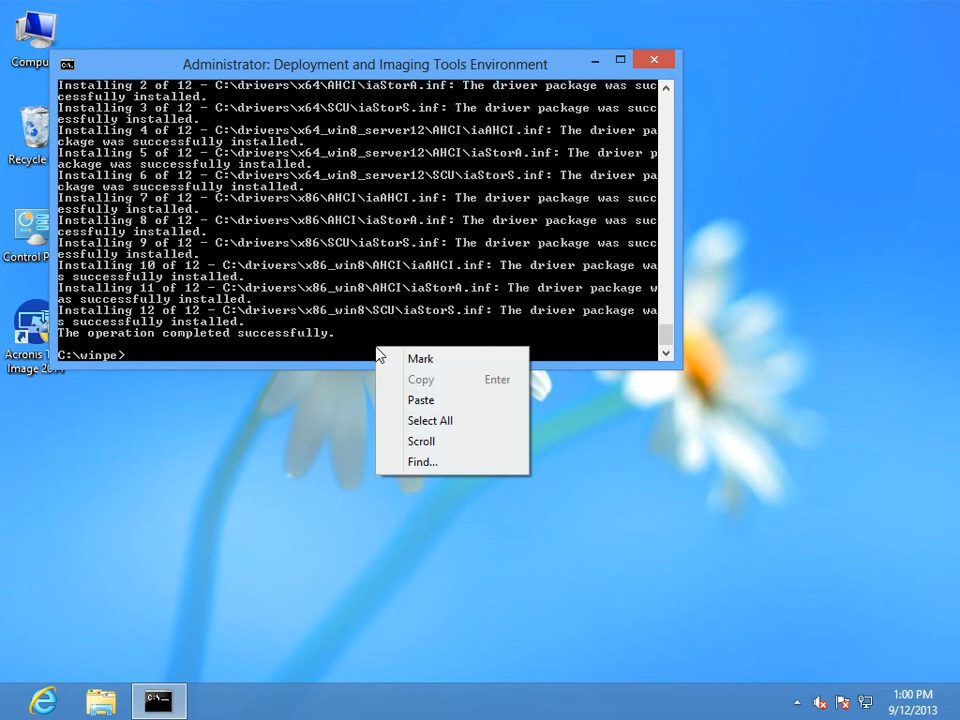 Compu
Administrator: Deployment and Imaging Tools Environment
Installing 2 of 12 - C:\drivers\x64\AHCI\iaStorA.inf: The driver package was suc
cessfully installed.
Installing 3 of 12 - C:\drivers\x64\SCU\iaStorS.inf: The driver package was succ
essfully installed.
Installing 4 of 12 - C:\drivers\x64_win8_server12\AHCI\iaAHCI.inf: The driver pa
ckage was successfully installed.
Installing 5 of 12 - C:\drivers\x64_win8_server12\AHCI\iaStorA.inf: The driver p
ackage was successfully installed.
Installing 6 of 12 - C:\drivers\x64_win8_server12\SCU\iaStorS.inf: The driver pa
ckage was successfully installed.
Installing 7 of 12 - C:\drivers\x86\AHCI\iaAHCI.inf: The driver package was succ
essfully installed.
Installing 8 of 12 - C:\drivers\x86\AHCI\iaStorA.inf: The driver package was suc
cessfully installed.
Installing 9 of 12 - C:\drivers\x86\SCU\iaStorS.inf: The driver package was succ
essfully installed.
Installing 10 of 12 - C:\drivers\x86_win8\AHCI\iaAHCI.inf: The driver package wa
s successfully installed.
Installing 11 of 12 - C:\drivers\x86_win8\AHCI\iaStorA.inf: The driver package w
as successfully installed.
Installing 12 of 12 - C:\drivers\x86_win8\SCU\iaStorS.inf: The driver package wa
s successfully installed.
The operation completed successfully.
C:\winpe>
Recycle
Control P
Acronis T
Image 2014
Mark
Copy Enter
Paste
Select All
Scroll
Find...
1:00 PM
9/12/2013